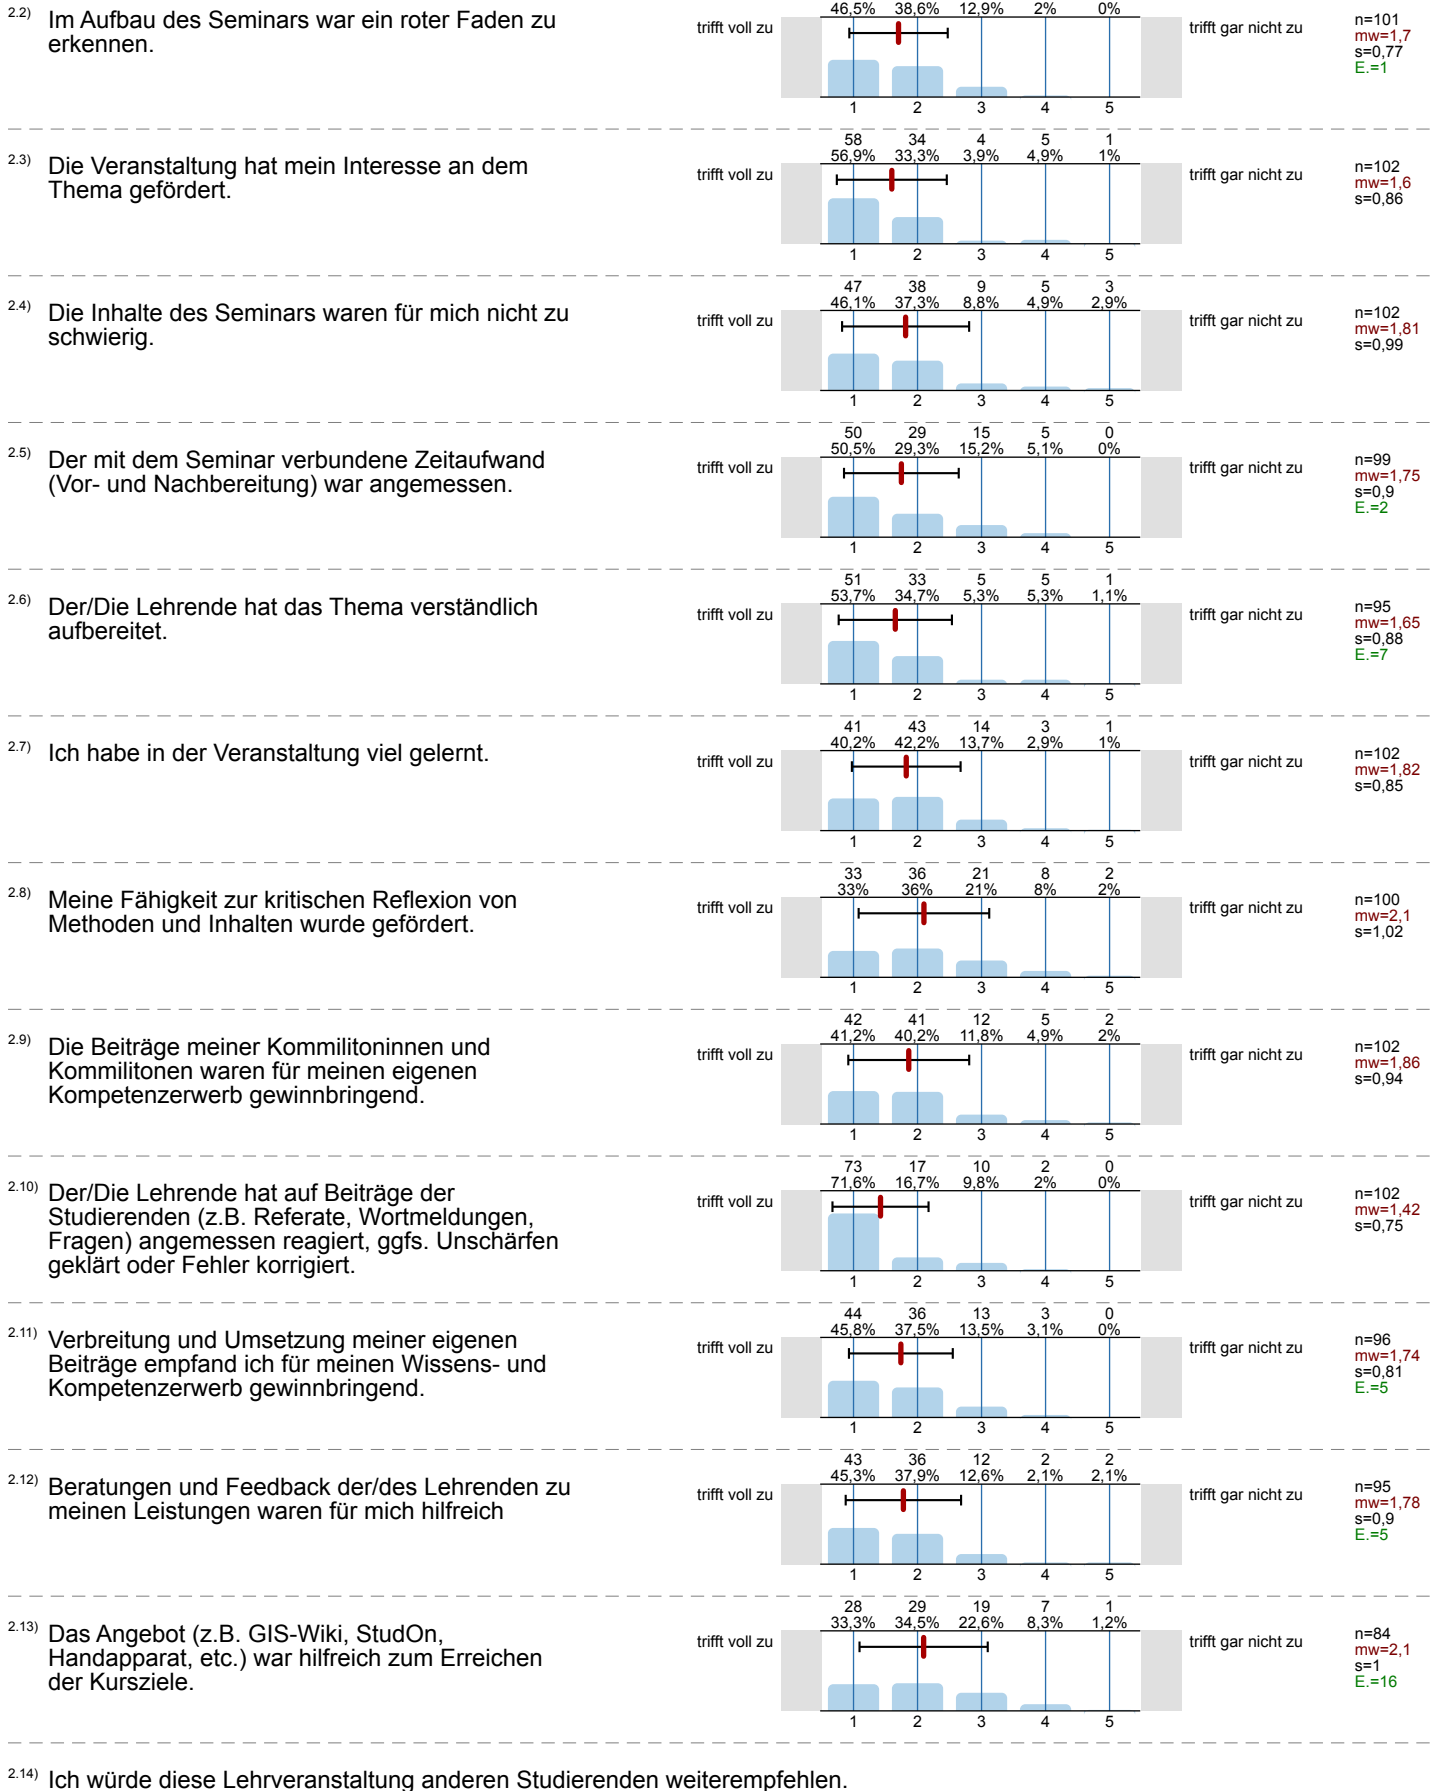 46,5% 38,6% 12,9% 2% 0%
2.2) Im Aufbau des Seminars war ein roter Faden zu
erkennen.
trifft voll zu
trifft gar nicht zu
n=101
mw=1,7
s=0,77
E.=1
1 2 3 4 5
58 34 4 5 1
56,9% 33,3% 3,9% 4,9% 1%
2.3) Die Veranstaltung hat mein Interesse an dem
Thema gefördert.
trifft voll zu
trifft gar nicht zu
n=102
mw=1,6
s=0,86
1 2 3 4 5
47 38 9 5 3
46,1% 37,3% 8,8% 4,9% 2,9%
2.4) Die Inhalte des Seminars waren für mich nicht zu
schwierig.
trifft voll zu
trifft gar nicht zu
n=102
mw=1,81
s=0,99
1 2 3 4 5
50 29 15 5 0
50,5% 29,3% 15,2% 5,1% 0%
2.5) Der mit dem Seminar verbundene Zeitaufwand
(Vor- und Nachbereitung) war angemessen.
trifft voll zu
trifft gar nicht zu
n=99
mw=1,75
s=0,9
E.=2
1 2 3 4 5
51 33 5 5 1
53,7% 34,7% 5,3% 5,3% 1,1%
2.6) Der/Die Lehrende hat das Thema verständlich
aufbereitet.
trifft voll zu
trifft gar nicht zu
n=95
mw=1,65
s=0,88
E.=7
1 2 3 4 5
41 43 14 3 1
40,2% 42,2% 13,7% 2,9% 1%
2.7) Ich habe in der Veranstaltung viel gelernt.
trifft voll zu
trifft gar nicht zu
n=102
mw=1,82
s=0,85
1 2 3 4 5
33 36 21 8 2
33% 36% 21% 8% 2%
2.8) Meine Fähigkeit zur kritischen Reflexion von
Methoden und Inhalten wurde gefördert.
trifft voll zu
trifft gar nicht zu
n=100
mw=2,1
s=1,02
1 2 3 4 5
42 41 12 5 2
41,2% 40,2% 11,8% 4,9% 2%
2.9) Die Beiträge meiner Kommilitoninnen und
Kommilitonen waren für meinen eigenen
Kompetenzerwerb gewinnbringend.
trifft voll zu
trifft gar nicht zu
n=102
mw=1,86
s=0,94
1 2 3 4 5
73 17 10 2 0
71,6% 16,7% 9,8% 2% 0%
2.10) Der/Die Lehrende hat auf Beiträge der
Studierenden (z.B. Referate, Wortmeldungen,
Fragen) angemessen reagiert, ggfs. Unschärfen
geklärt oder Fehler korrigiert.
trifft voll zu
trifft gar nicht zu
n=102
mw=1,42
s=0,75
1 2 3 4 5
44 36 13 3 0
45,8% 37,5% 13,5% 3,1% 0%
2.11) Verbreitung und Umsetzung meiner eigenen
Beiträge empfand ich für meinen Wissens- und
Kompetenzerwerb gewinnbringend.
trifft voll zu
trifft gar nicht zu
n=96
mw=1,74
s=0,81
E.=5
1 2 3 4 5
43 36 12 2 2
45,3% 37,9% 12,6% 2,1% 2,1%
2.12) Beratungen und Feedback der/des Lehrenden zu
meinen Leistungen waren für mich hilfreich
trifft voll zu
trifft gar nicht zu
n=95
mw=1,78
s=0,9
E.=5
1 2 3 4 5
28 29 19 7 1
33,3% 34,5% 22,6% 8,3% 1,2%
2.13) Das Angebot (z.B. GIS-Wiki, StudOn,
Handapparat, etc.) war hilfreich zum Erreichen
der Kursziele.
trifft voll zu
trifft gar nicht zu
n=84
mw=2,1
s=1
E.=16
1 2 3 4 5
2.14) Ich würde diese Lehrveranstaltung anderen Studierenden weiterempfehlen.